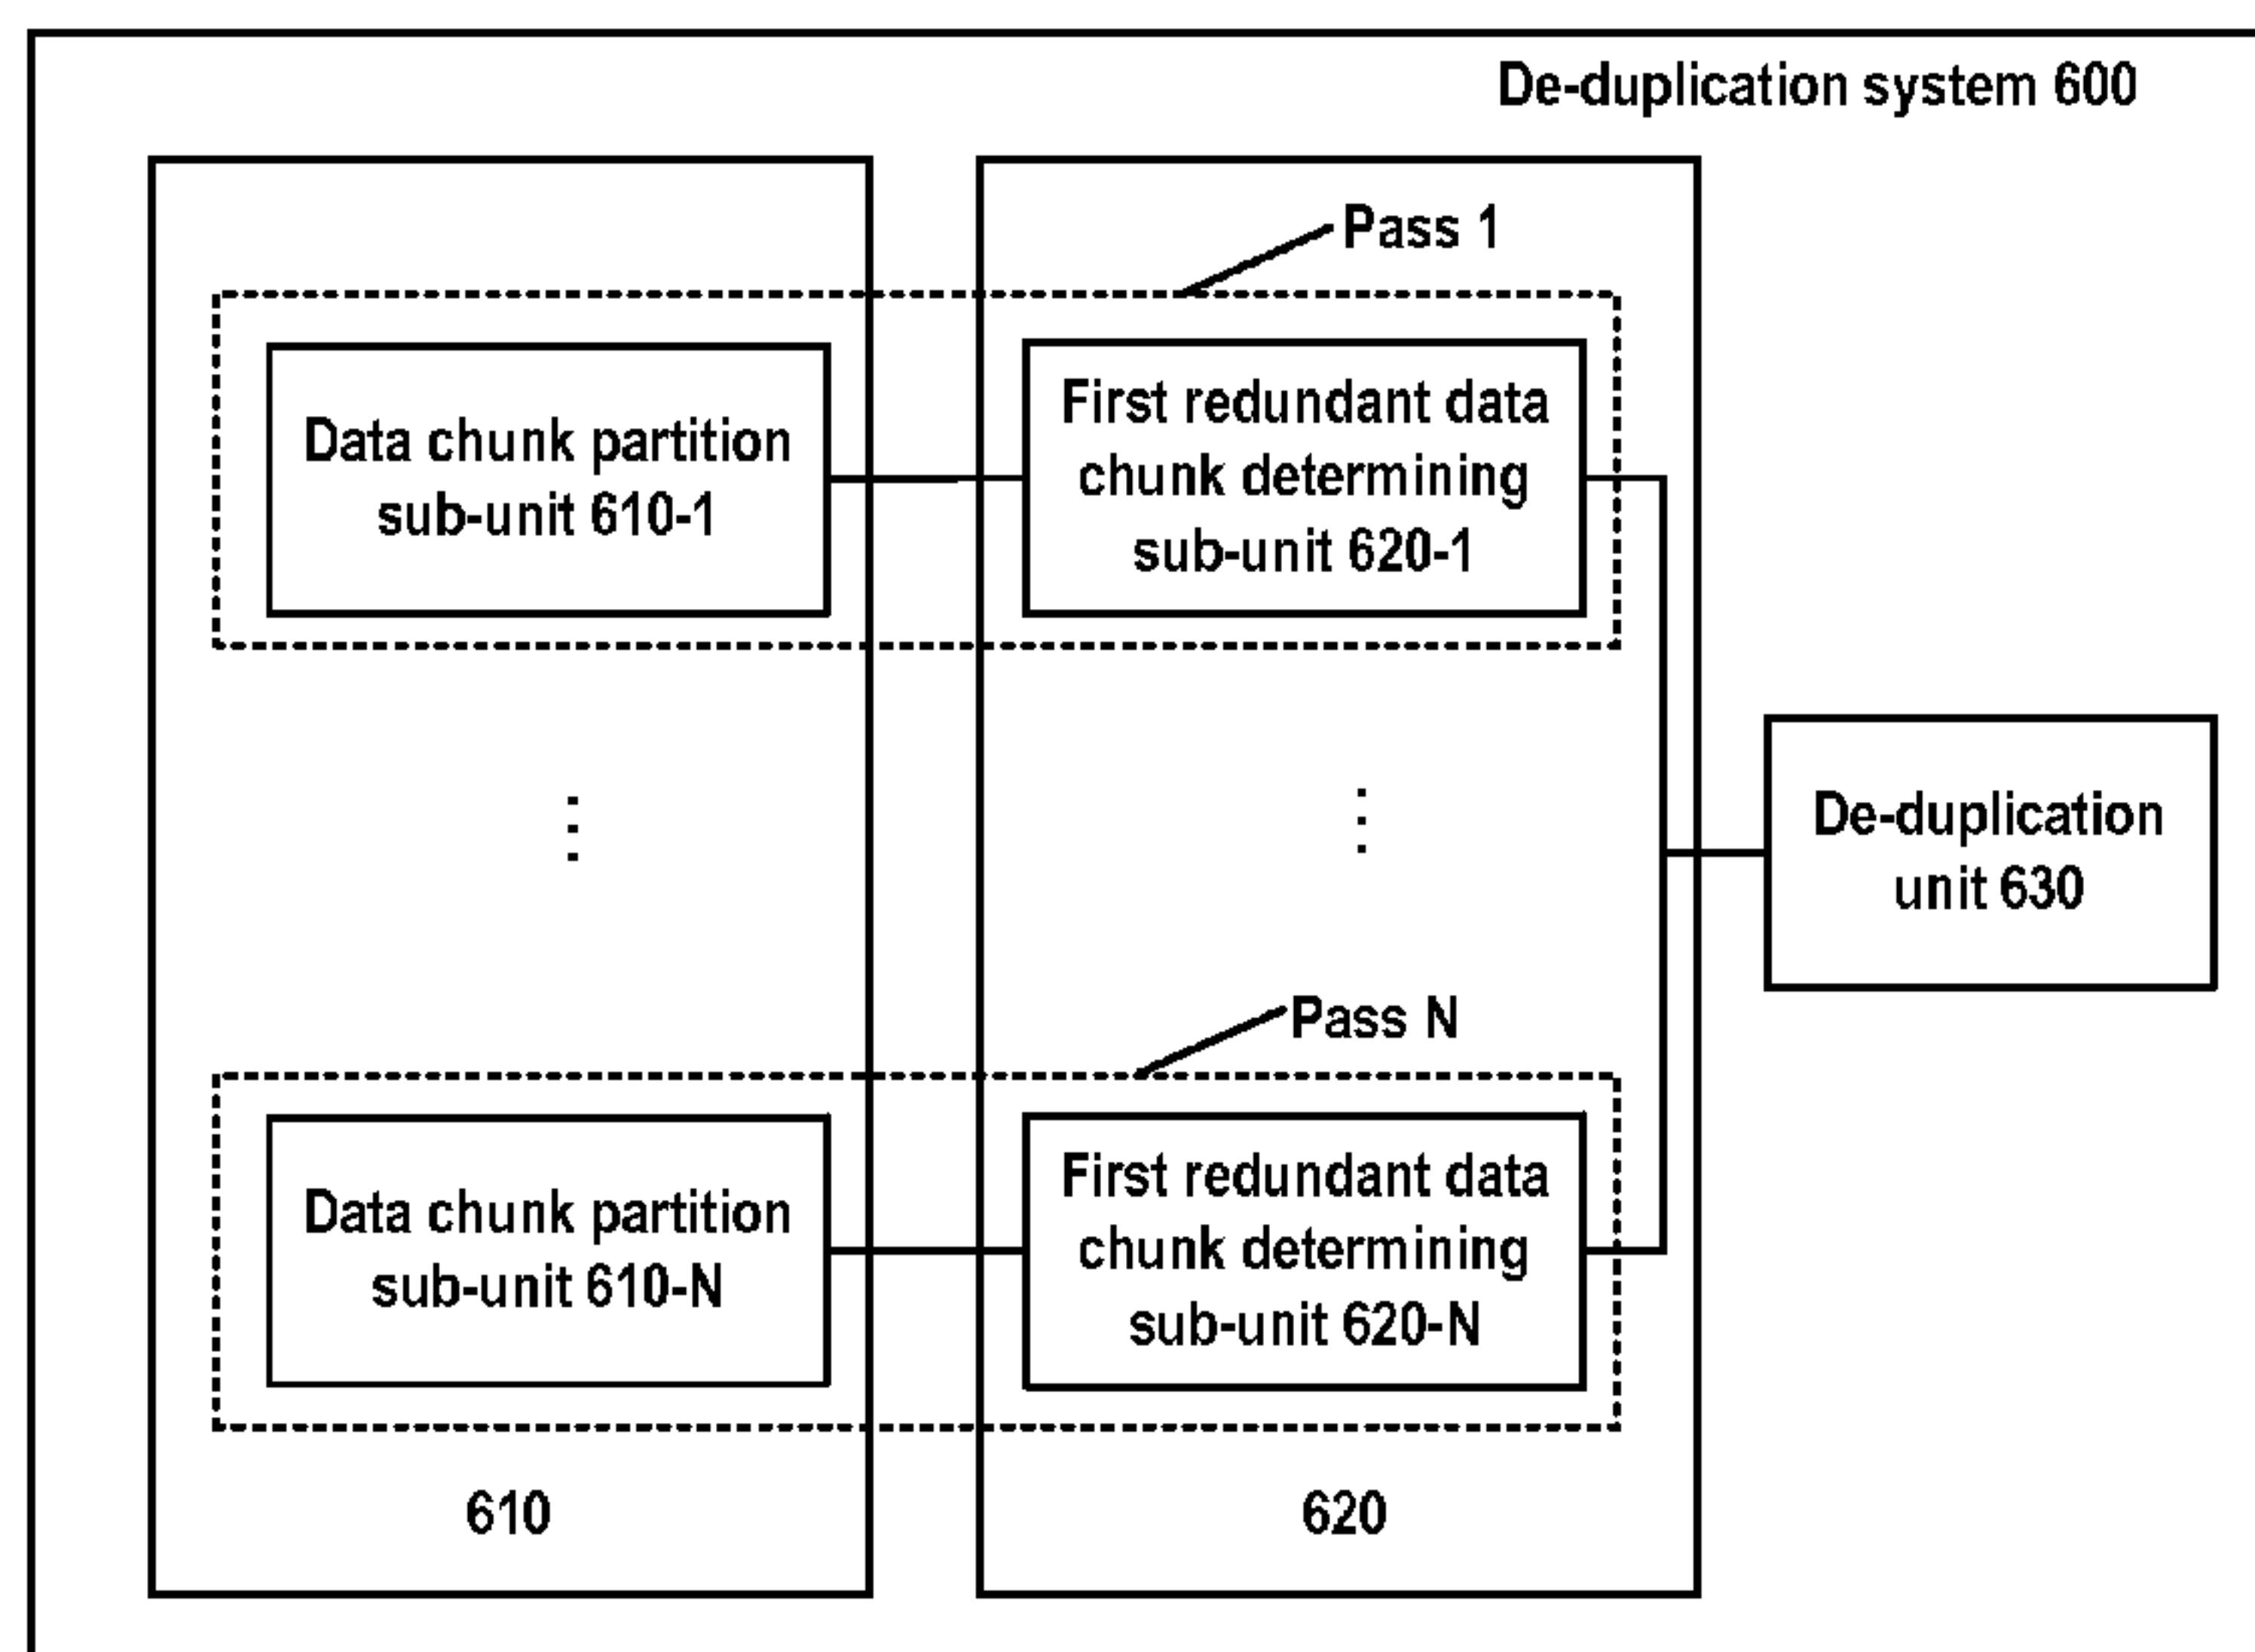 De-duplication system 600
Pass 1
Data chunk partition
sub-unit 610-1
First redundant data
chunk determining
sub-unit 620-1
De-duplication
unit 630
Pass N
Data chunk partition
sub-unit 610-N
First redundant data
chunk determining
sub-unit 620-N
610
620